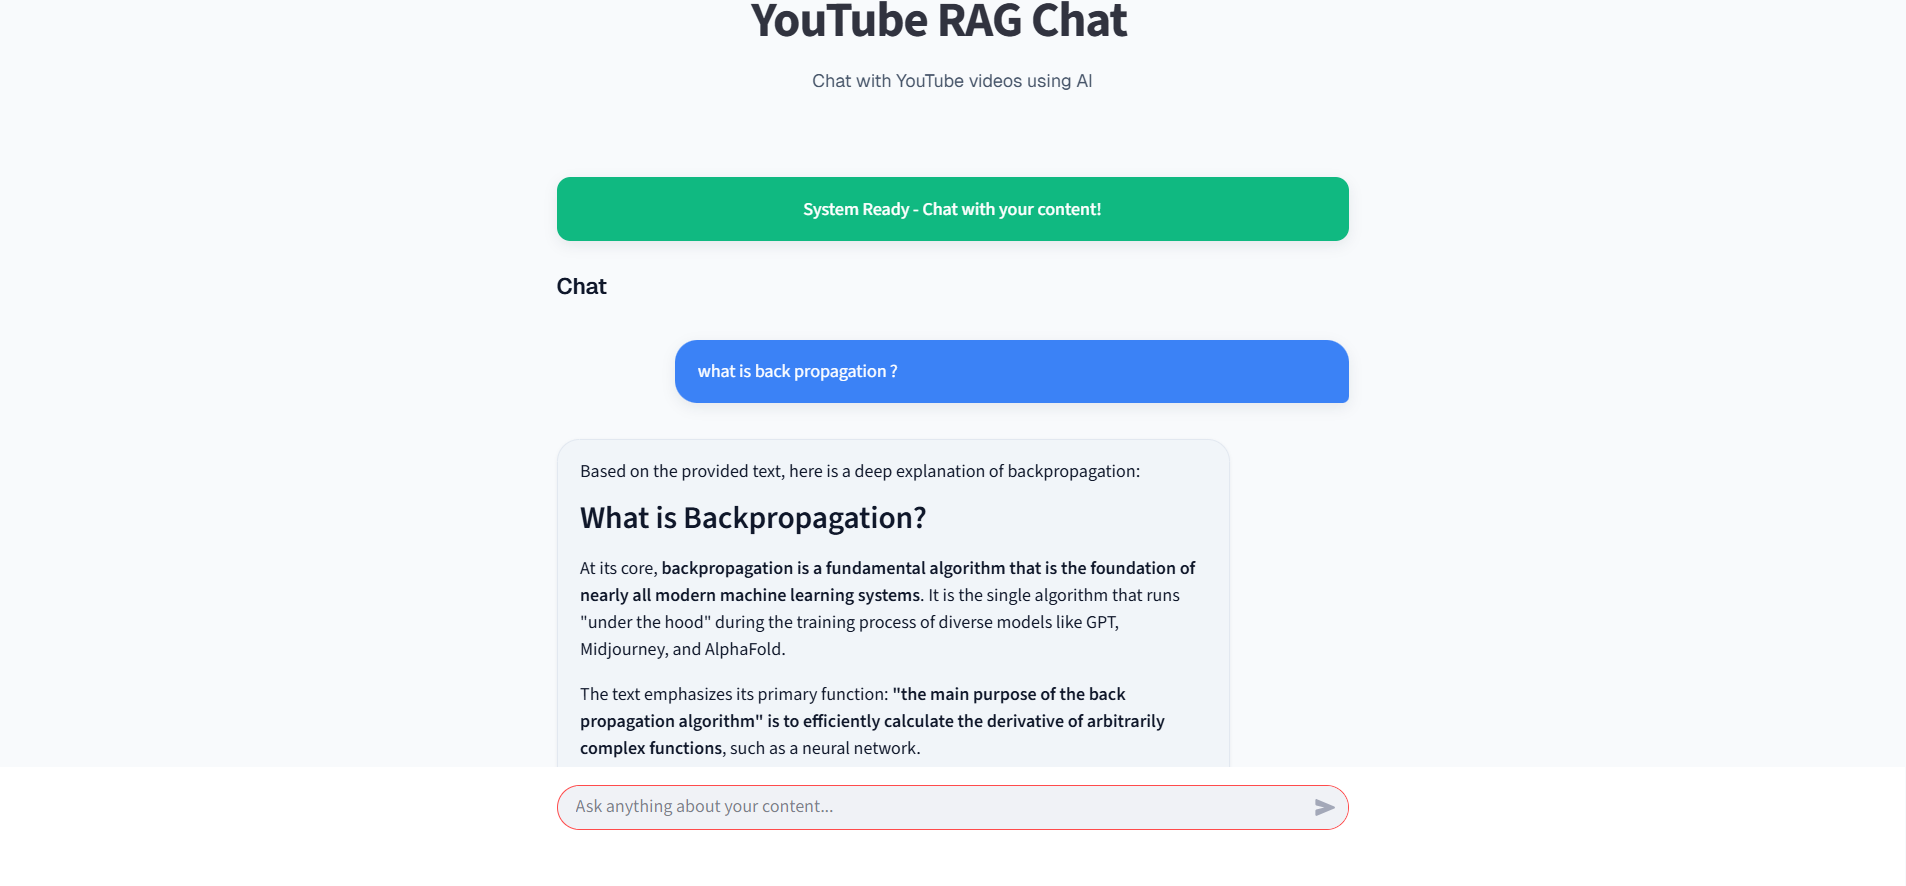 YouTube RAG Chat
Chat with YouTube videos using AI
System Ready - Chat with your content!
Chat
what is back propagation ?
Based on the provided text, here is a deep explanation of backpropagation:
What is Backpropagation?
At its core, backpropagation is a fundamental algorithm that is the foundation of
nearly all modern machine learning systems. It is the single algorithm that runs
"under the hood" during the training process of diverse models like GPT,
Midjourney, and AlphaFold.
The text emphasizes its primary function: "the main purpose of the back
propagation algorithm" is to efficiently calculate the derivative of arbitrarily
complex functions, such as a neural network.
Ask anything about your content...